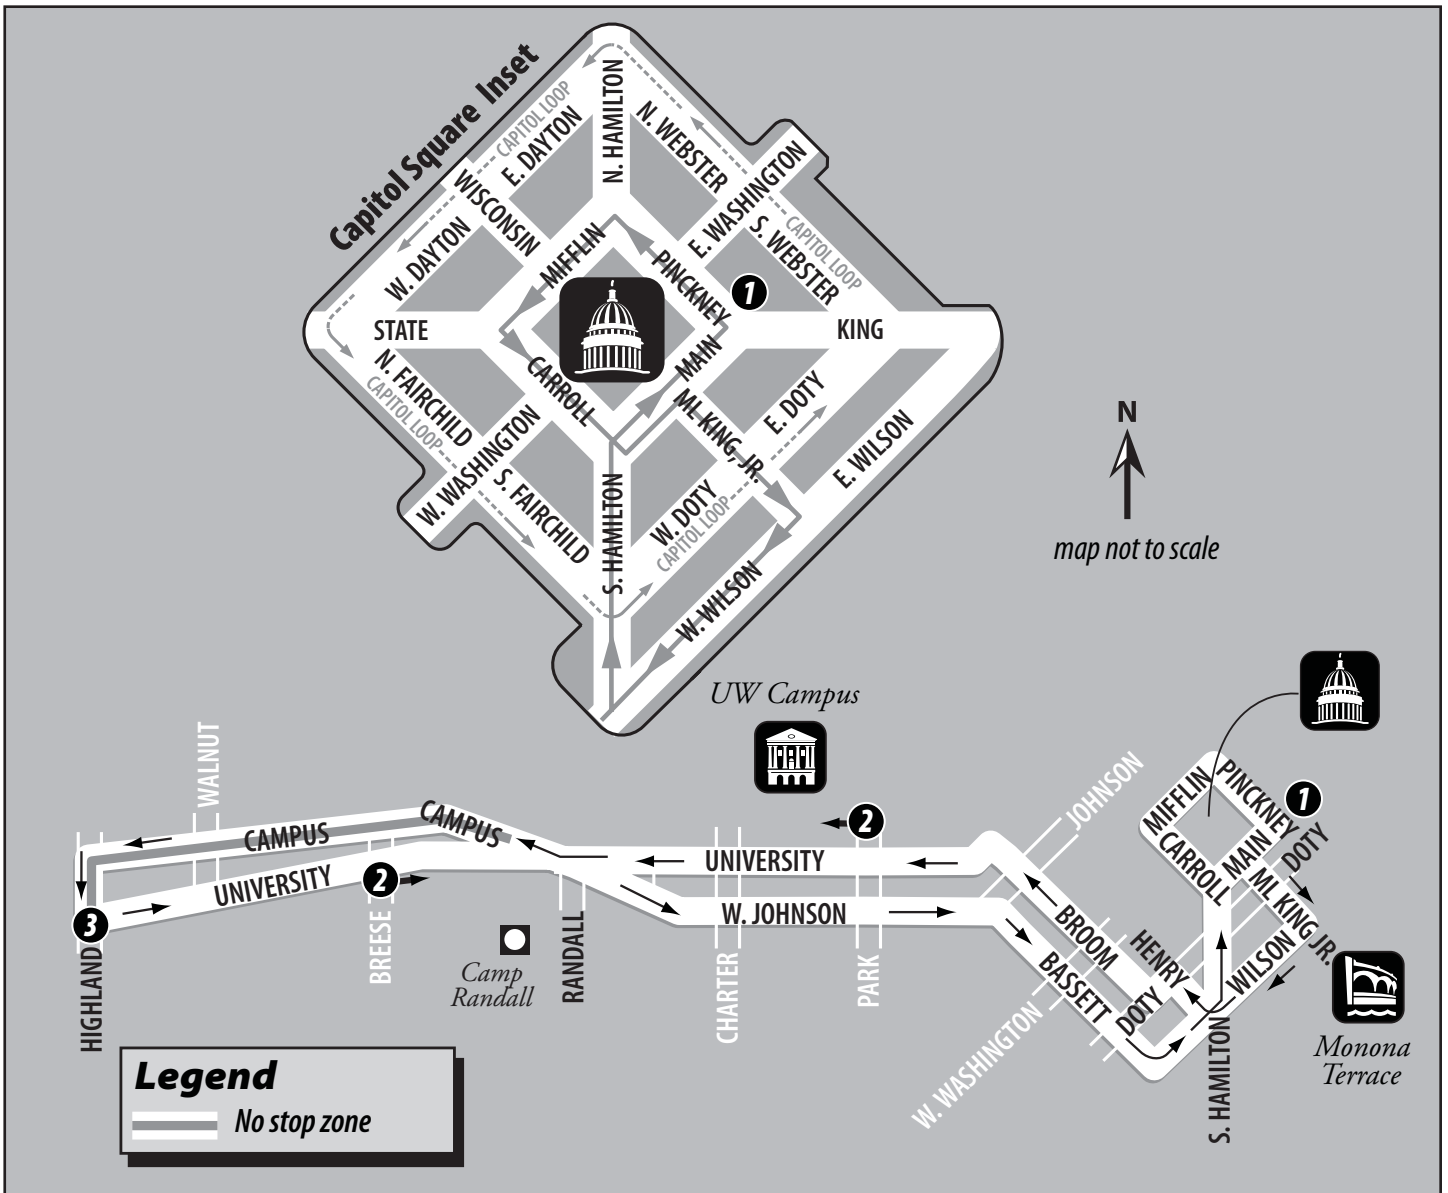 Capitol Square Inset
CAPITOL LOOP
E. DAYTON
N. HAMILTON
N. WEBSTER
E. WASHINGTON
WISCONSIN
W. DAYTON
MIFFLIN
PINCKNEY
S. WEBSTER
CAPITOL LOOP
1
STATE
KING
N. FAIRCHILD
CAPITOL LOOP
CARROLL
MAIN
ML KING, JR.
E. DOTY
E. WILSON
W. WASHINGTON
S. FAIRCHILD
S. HAMILTON
W. DOTY
CAPITOL LOOP
W. WILSON
N
map not to scale
UW Campus
WALNUT
CAMPUS
CAMPUS
UNIVERSITY
2
BREESE
3
HIGHLAND
Camp
Randall
RANDALL
UNIVERSITY
2
W. JOHNSON
CHARTER
PARK
JOHNSON
BROOM
BASSETT
W. WASHINGTON
HENRY
DOTY
MIFFLIN
PINCKNEY
1
DOTY
MAIN
CARROLL
ML KING JR.
WILSON
S. HAMILTON
Monona
Terrace
Legend
No stop zone